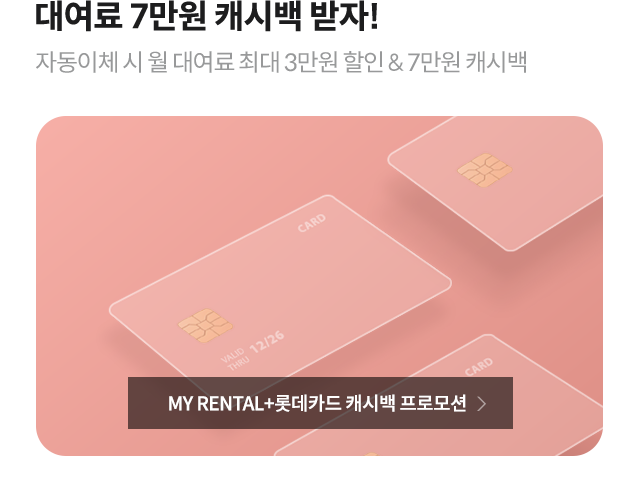 대여료 7만원 캐시백 받자!
자동이체 시 월 대여료 최대 3만원 할인 & 7만원 캐시백
CARD
VALID
THRU 12/26
CARD
MY RENTAL+롯데카드 캐시백 프로모션 >